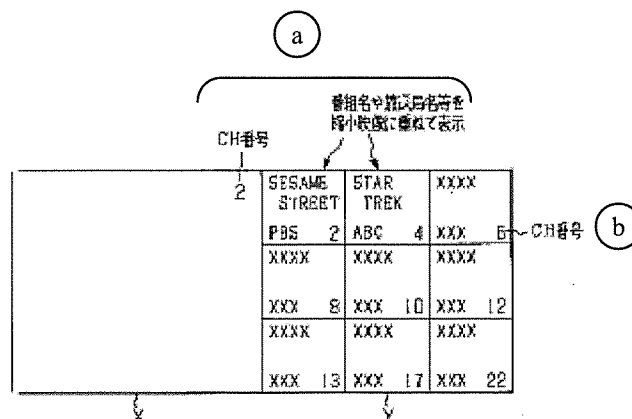 a
番組名や放送局名等を
縮小映像に重ねて表示
CH番号
2
SESAME STREET
STAR TREK
XXXX
PBS 2
ABC 4
XXX 6
CH番号
b
XXXX
XXXX
XXXX
XXX 8
XXX 10
XXX 12
XXXX
XXXX
XXXX
XXX 13
XXX 17
XXX 22